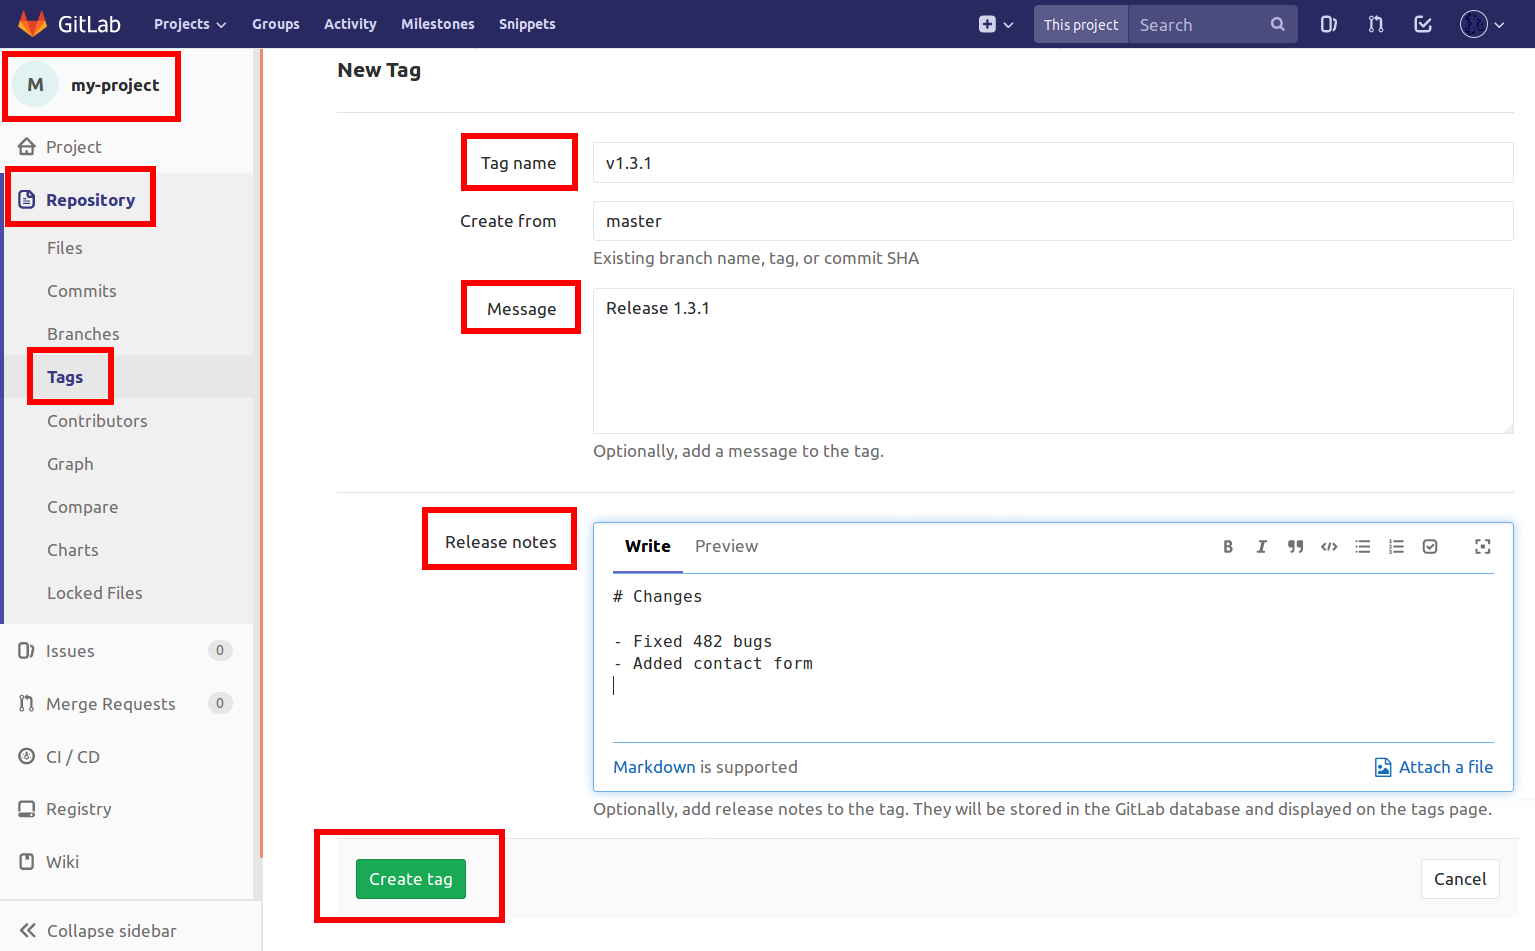 GitLab Projects Groups Activity Milestones Snippets This project Search
M my-project
Project
Repository
Files
Commits
Branches
Tags
Contributors
Graph
Compare
Charts
Locked Files
Issues 0
Merge Requests 0
CI / CD
Registry
Wiki
Collapse sidebar
New Tag
Tag name v1.3.1
Create from master
Existing branch name, tag, or commit SHA
Message Release 1.3.1
Optionally, add a message to the tag.
Release notes Write Preview
# Changes
- Fixed 482 bugs
- Added contact form
Markdown is supported Attach a file
Optionally, add release notes to the tag. They will be stored in the GitLab database and displayed on the tags page.
Create tag Cancel